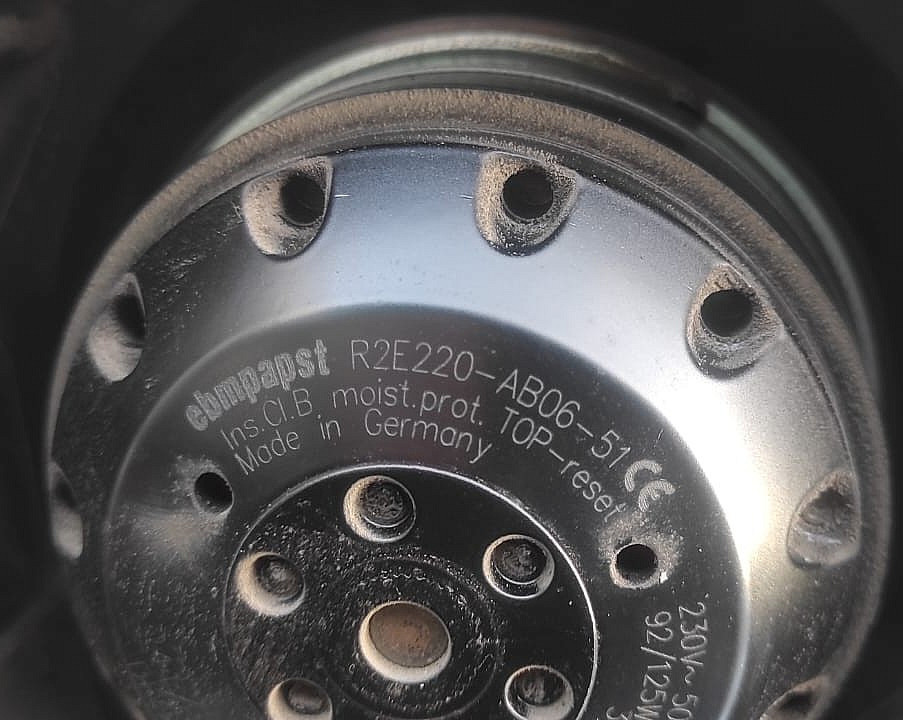 ebmpapst R2E220-AB06-51 CE
Ins.Cl.B moist.prot. TOP-reset
Made in Germany
230V~ 50
92/125W